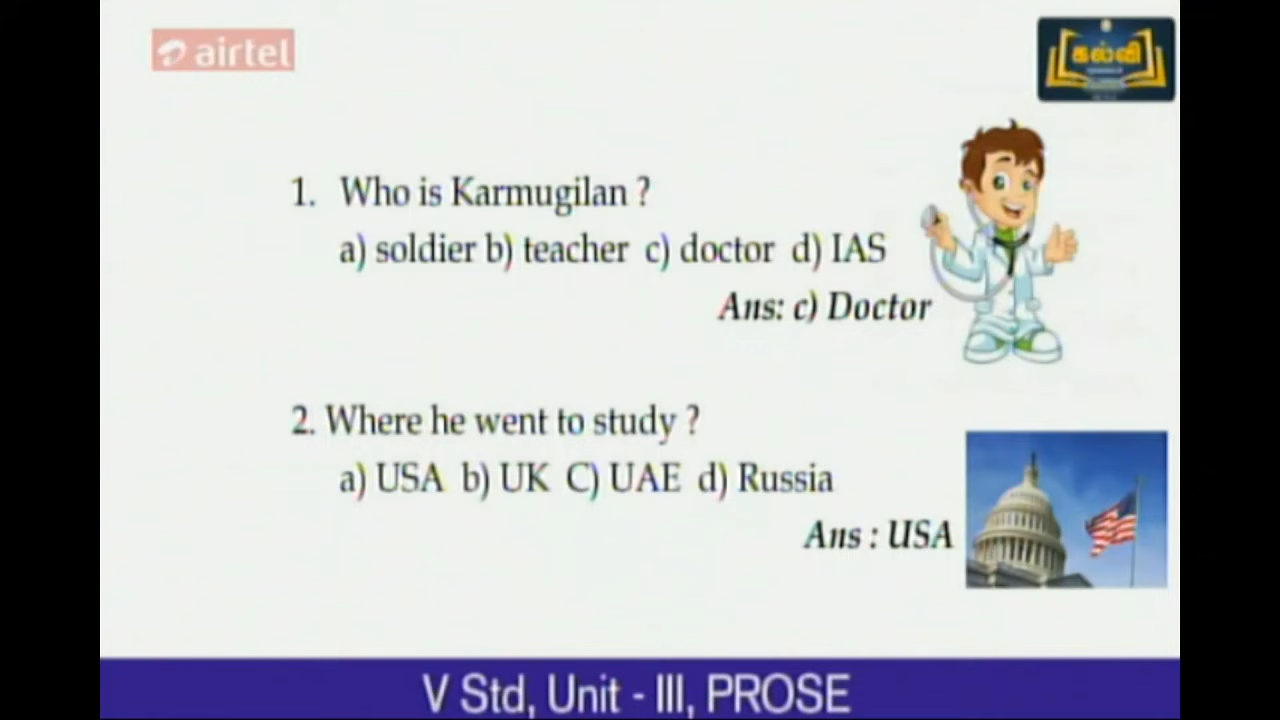 airtel
கல்வி
1. Who is Karmugilan ?
a) soldier b) teacher c) doctor d) IAS
Ans: c) Doctor
2. Where he went to study ?
a) USA b) UK C) UAE d) Russia
Ans : USA
V Std, Unit - III, PROSE